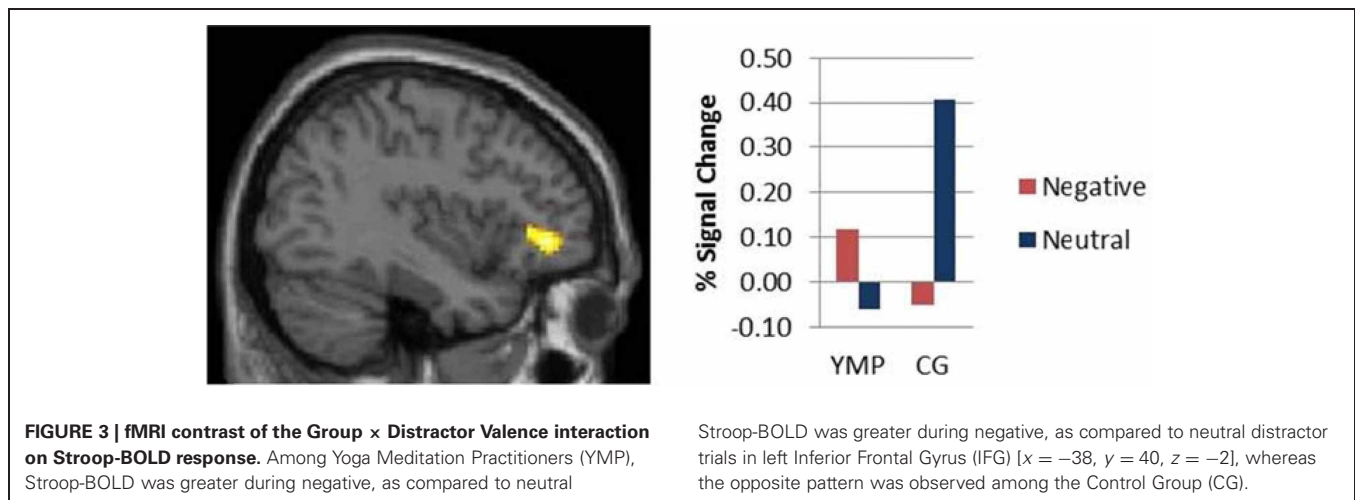 0.50
0.40
0.30
0.20
0.10
0.00
-0.10
% Signal Change
YMP CG
Negative
Neutral
FIGURE 3 | fMRI contrast of the Group × Distractor Valence interaction
on Stroop-BOLD response. Among Yoga Meditation Practitioners (YMP),
Stroop-BOLD was greater during negative, as compared to neutral
Stroop-BOLD was greater during negative, as compared to neutral distractor
trials in left Inferior Frontal Gyrus (IFG) [x = −38, y = 40, z = −2], whereas
the opposite pattern was observed among the Control Group (CG).